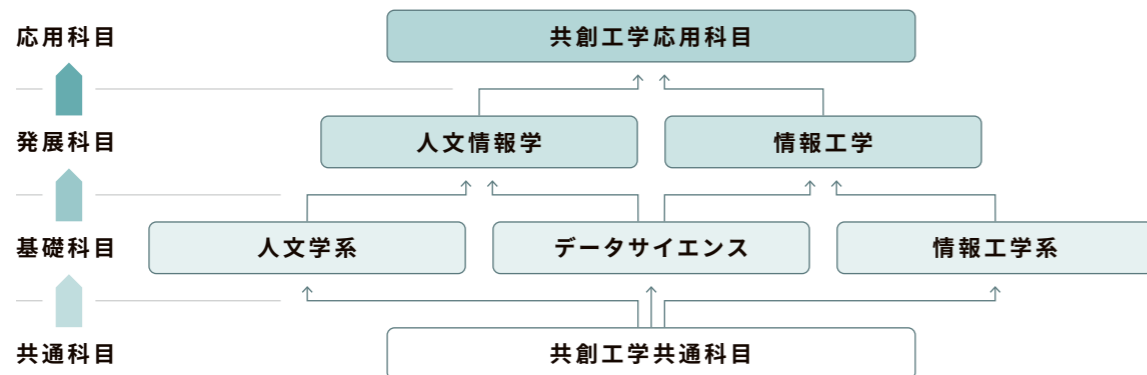 応用科目
共創工学応用科目
発展科目
人文情報学
情報工学
基礎科目
人文学系
データサイエンス
情報工学系
共通科目
共創工学共通科目